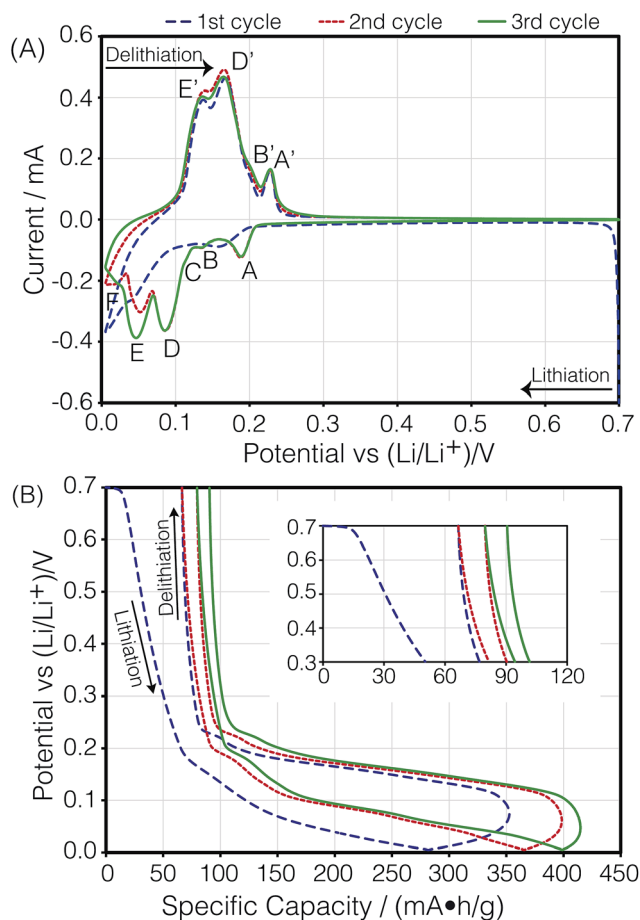 1st cycle 2nd cycle 3rd cycle
(A)
Delithiation
D'
E'
B' A'
C B A
F
E D
Lithiation
0.6
0.4
0.2
0.0
-0.2
-0.4
-0.6
Current / mA
0.0 0.1 0.2 0.3 0.4 0.5 0.6 0.7
Potential vs (Li/Li+)/V
(B)
0.7
0.6
0.5
0.4
0.3
0.2
0.1
0.0
Potential vs (Li/Li+)/V
Lithiation
Delithiation
0.7
0.6
0.5
0.4
0.3
0 30 60 90 120
0 50 100 150 200 250 300 350 400 450
Specific Capacity / (mA•h/g)